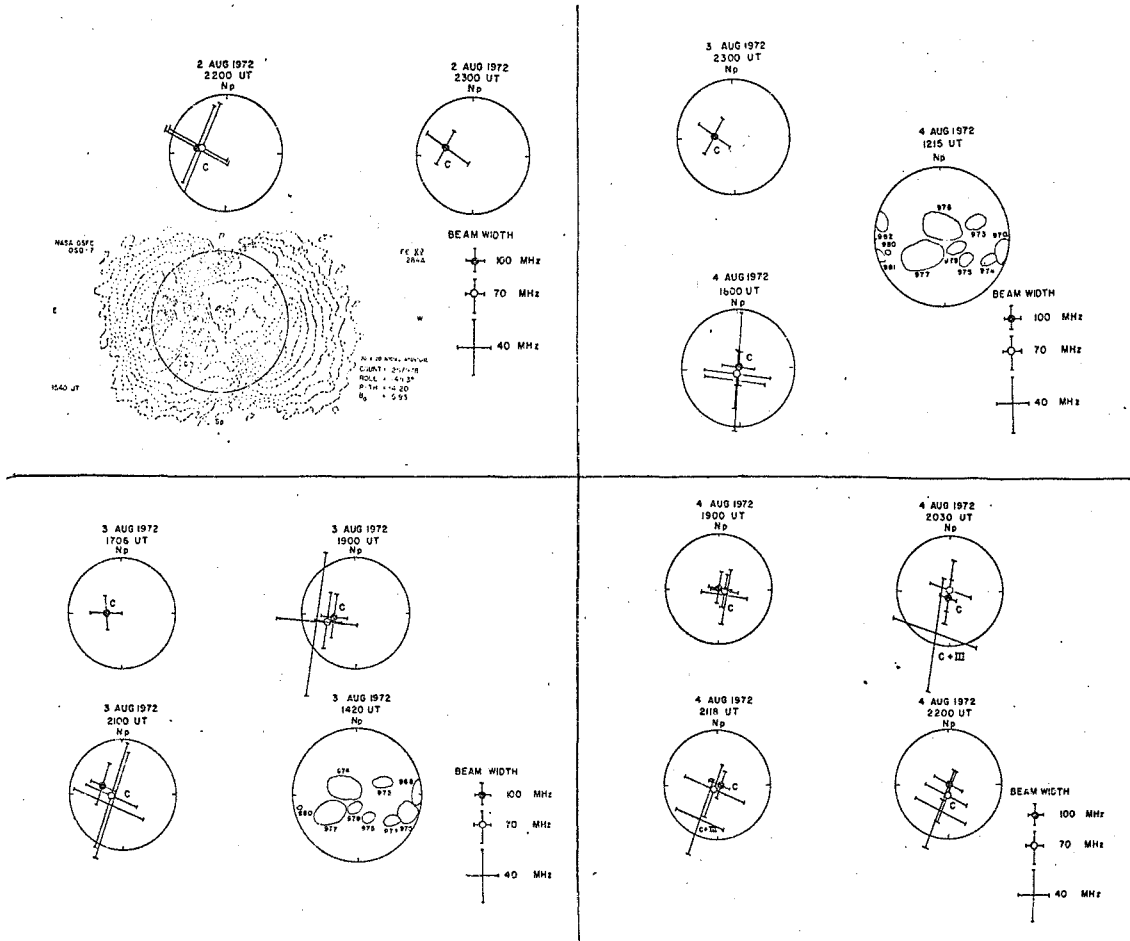 2 AUG 1972
2200 UT
Np
C
2 AUG 1972
2300 UT
Np
C
NASA GSFC
OSO-7
E
W
1540 UT
Sp
BEAM WIDTH
100 MHz
70 MHz
40 MHz
3 AUG 1972
2300 UT
Np
C
4 AUG 1972
1215 UT
Np
976
973
970
982
980
981
977
979
975
974
4 AUG 1972
1600 UT
Np
C
BEAM WIDTH
100 MHz
70 MHz
40 MHz
3 AUG 1972
1706 UT
Np
C
3 AUG 1972
1900 UT
Np
C
3 AUG 1972
2100 UT
Np
C
3 AUG 1972
1420 UT
Np
973
968
977
975
BEAM WIDTH
100 MHz
70 MHz
40 MHz
4 AUG 1972
1900 UT
Np
C
4 AUG 1972
2030 UT
Np
C
C + III
4 AUG 1972
2118 UT
Np
C
C+III
4 AUG 1972
2200 UT
Np
C
BEAM WIDTH
100 MHz
70 MHz
40 MHz